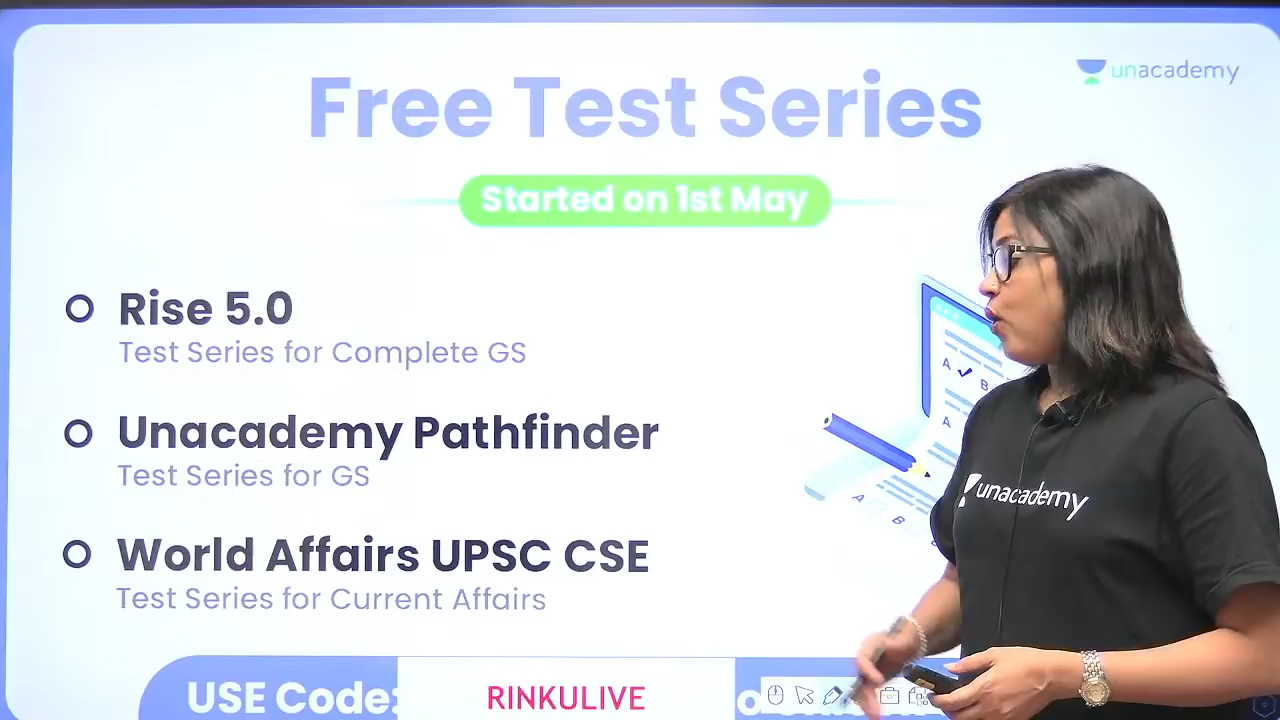 unacademy
Free Test Series
Started on 1st May
Rise 5.0
Test Series for Complete GS
Unacademy Pathfinder
Test Series for GS
World Affairs UPSC CSE
Test Series for Current Affairs
A
B
A
A
B
unacademy
USE Code:
RINKULIVE